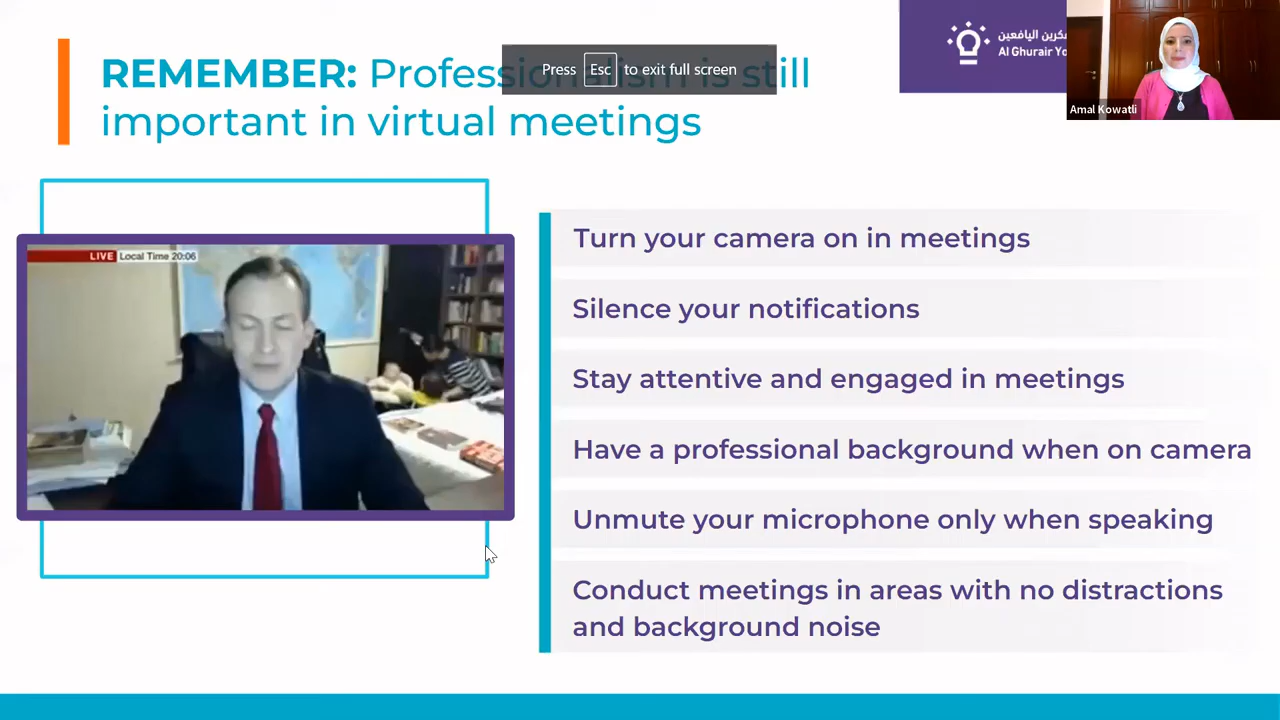 REMEMBER: Professionalism is still
important in virtual meetings
Press Esc to exit full screen
Al Ghurair
Amal Kowatli
LIVE Local Time 20:06
Turn your camera on in meetings
Silence your notifications
Stay attentive and engaged in meetings
Have a professional background when on camera
Unmute your microphone only when speaking
Conduct meetings in areas with no distractions
and background noise